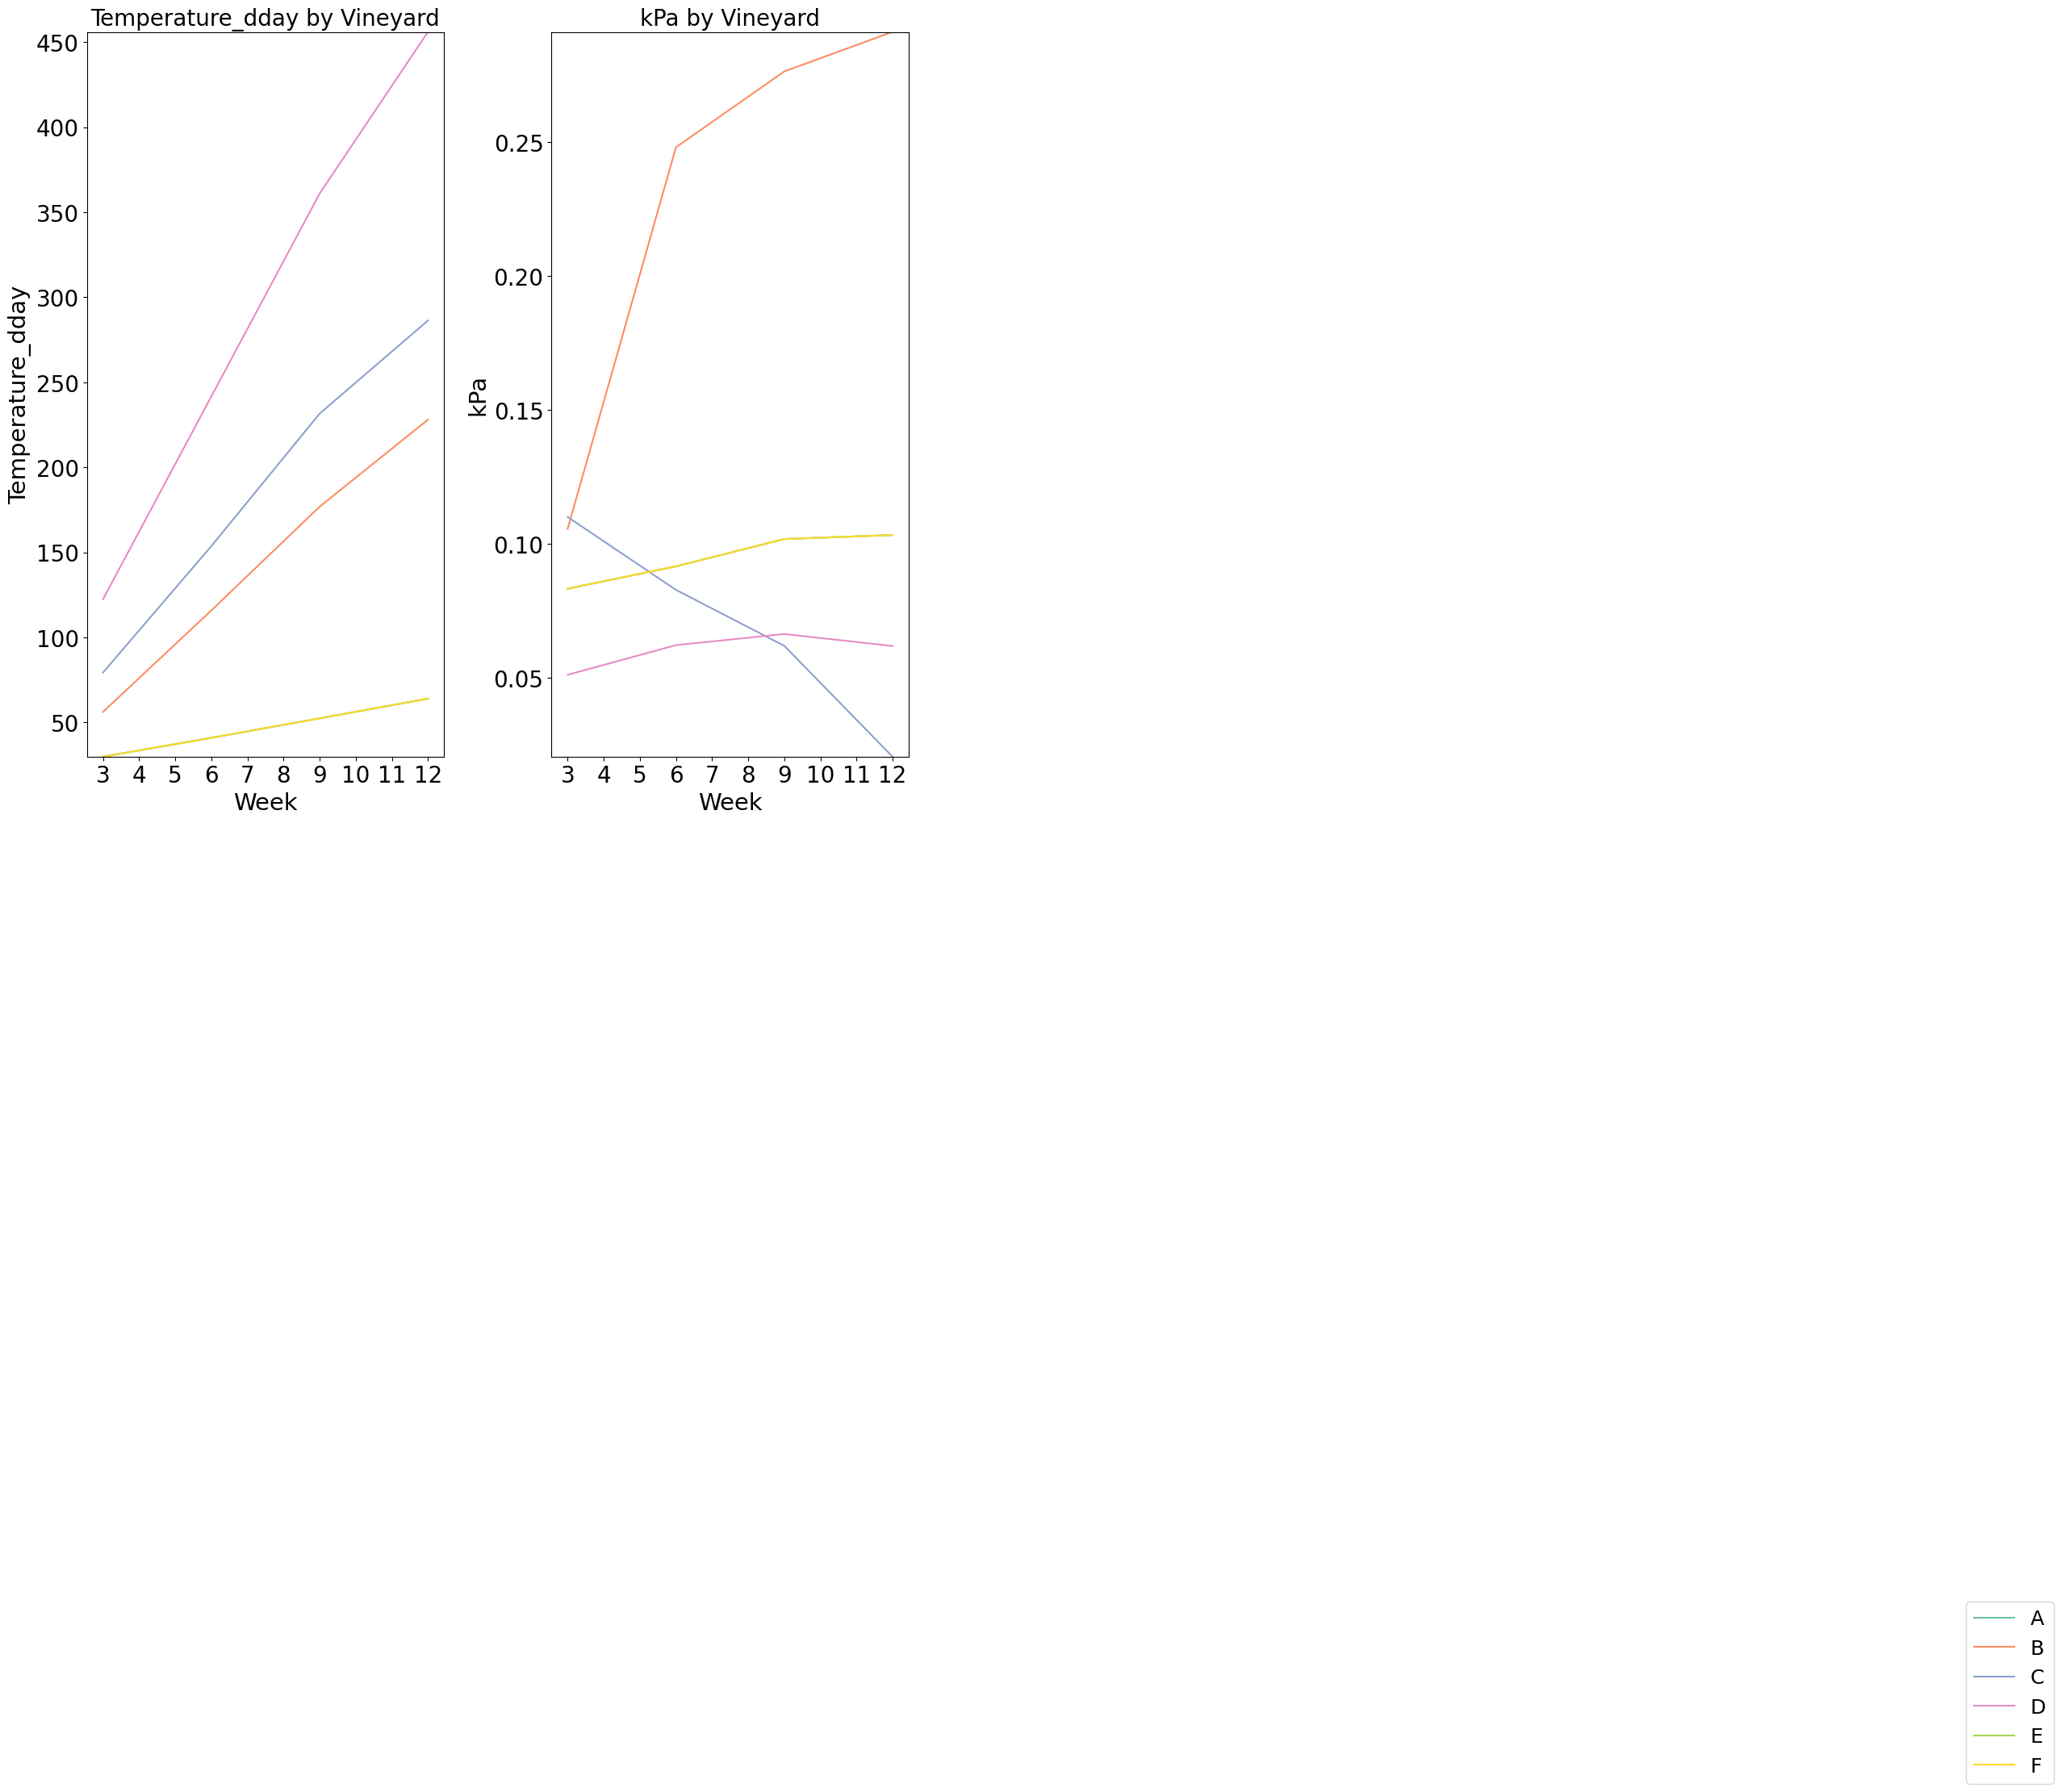 Temperature_dday by Vineyard
450
400
350
300
250
200
150
100
50
Temperature_dday
3 4 5 6 7 8 9 10 11 12
Week
kPa by Vineyard
0.25
0.20
0.15
0.10
0.05
kPa
3 4 5 6 7 8 9 10 11 12
Week
A
B
C
D
E
F